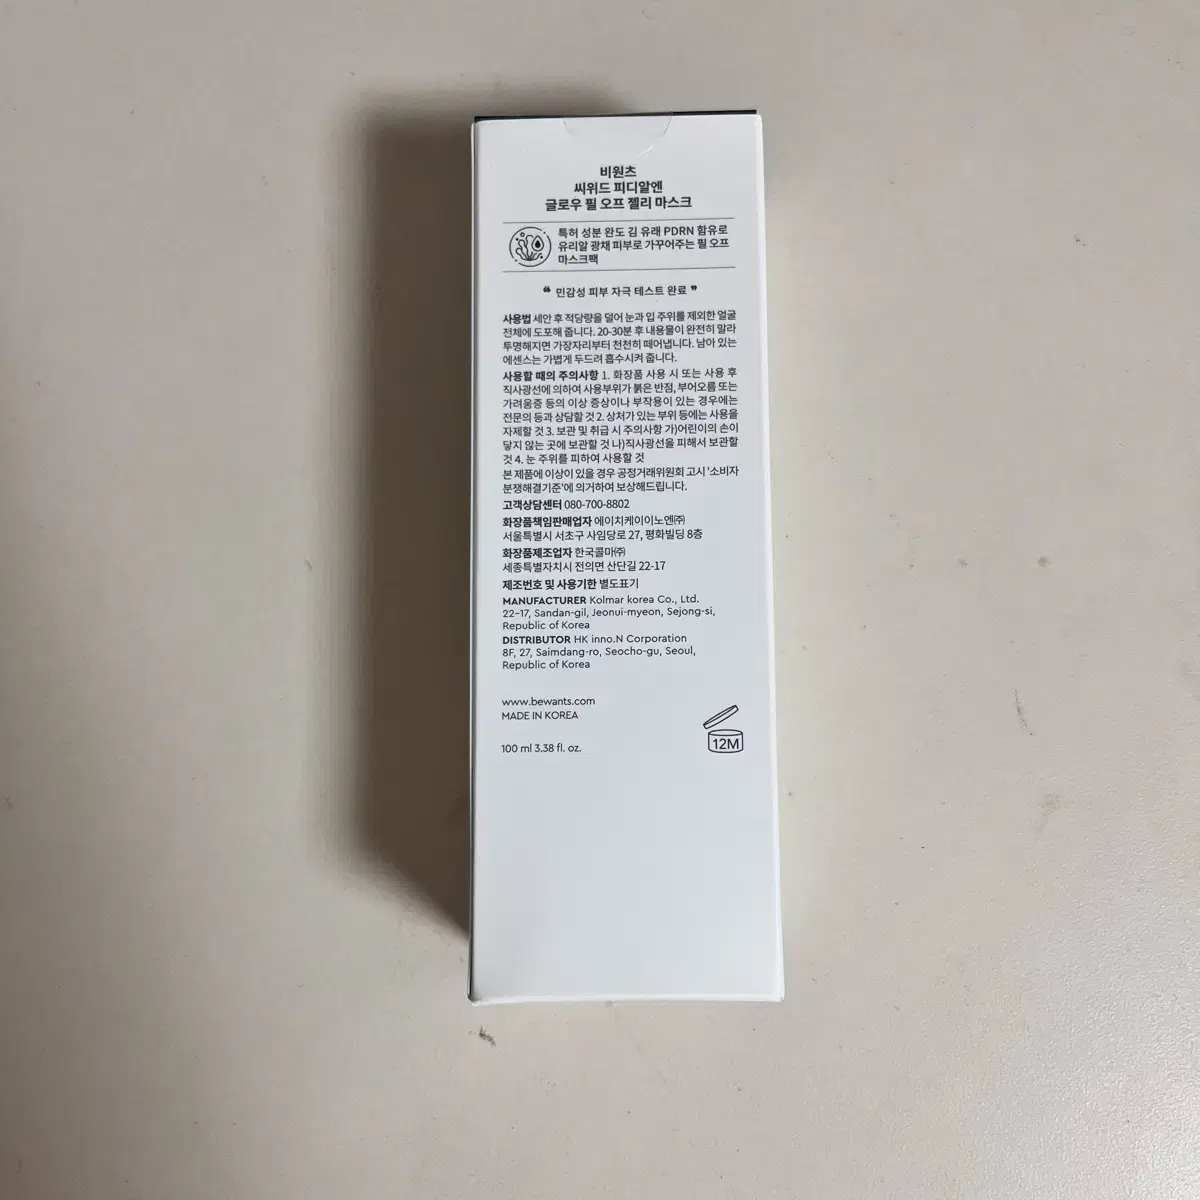 비원츠
씨위드 피디알엔
글로우 필 오프 젤리 마스크
특허 성분 완도 김 유래 PDRN 함유로
유리알 광채 피부로 가꾸어주는 필 오프
마스크팩
❝ 민감성 피부 자극 테스트 완료 ❞
사용법 세안 후 적당량을 덜어 눈과 입 주위를 제외한 얼굴
전체에 도포해 줍니다. 20-30분 후 내용물이 완전히 말라
투명해지면 가장자리부터 천천히 떼어냅니다. 남아 있는
에센스는 가볍게 두드려 흡수시켜 줍니다.
사용할 때의 주의사항 1. 화장품 사용 시 또는 사용 후
직사광선에 의하여 사용부위가 붉은 반점, 부어오름 또는
가려움증 등의 이상 증상이나 부작용이 있는 경우에는
전문의 등과 상담할 것 2. 상처가 있는 부위 등에는 사용을
자제할 것 3. 보관 및 취급 시 주의사항 가)어린이의 손이
닿지 않는 곳에 보관할 것 나)직사광선을 피해서 보관할
것 4. 눈 주위를 피하여 사용할 것
본 제품에 이상이 있을 경우 공정거래위원회 고시 '소비자
분쟁해결기준'에 의거하여 보상해드립니다.
고객상담센터 080-700-8802
화장품책임판매업자 에이치케이이노엔㈜
서울특별시 서초구 사임당로 27, 평화빌딩 8층
화장품제조업자 한국콜마㈜
세종특별자치시 전의면 산단길 22-17
제조번호 및 사용기한 별도표기
MANUFACTURER Kolmar korea Co., Ltd.
22-17, Sandan-gil, Jeonui-myeon, Sejong-si,
Republic of Korea
DISTRIBUTOR HK inno.N Corporation
8F, 27, Saimdang-ro, Seocho-gu, Seoul,
Republic of Korea
www.bewants.com
MADE IN KOREA
100 ml 3.38 fl. oz.
12M